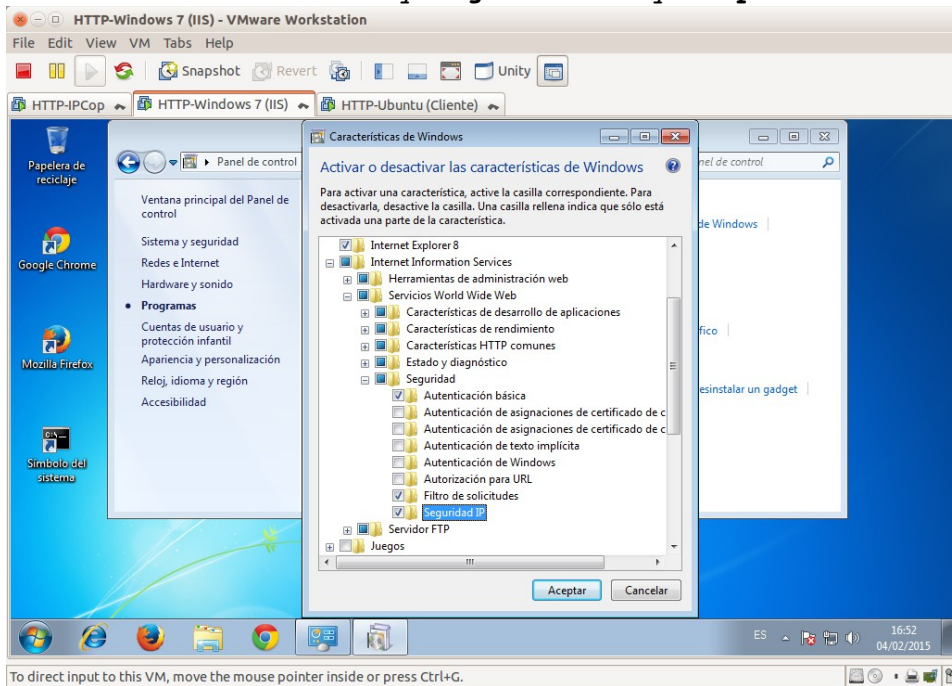 HTTP-Windows 7 (IIS) - VMware Workstation
File Edit View VM Tabs Help
Snapshot Revert Unity
HTTP-IPCop HTTP-Windows 7 (IIS) HTTP-Ubuntu (Cliente)
Papelera de
reciclaje
Google Chrome
Mozilla Firefox
Símbolo del
sistema
Panel de control
Ventana principal del Panel de
control
Sistema y seguridad
Redes e Internet
Hardware y sonido
Programas
Cuentas de usuario y
protección infantil
Apariencia y personalización
Reloj, idioma y región
Accesibilidad
Características de Windows
Activar o desactivar las características de Windows
Para activar una característica, active la casilla correspondiente. Para
desactivarla, desactive la casilla. Una casilla rellena indica que sólo está
activada una parte de la característica.
Internet Explorer 8
Internet Information Services
Herramientas de administración web
Servicios World Wide Web
Características de desarrollo de aplicaciones
Características de rendimiento
Características HTTP comunes
Estado y diagnóstico
Seguridad
Autenticación básica
Autenticación de asignaciones de certificado de c
Autenticación de asignaciones de certificado de c
Autenticación de texto implícita
Autenticación de Windows
Autorización para URL
Filtro de solicitudes
Seguridad IP
Servidor FTP
Juegos
Aceptar Cancelar
nel de control
de Windows
fico
esinstalar un gadget
ES 16:52
04/02/2015
To direct input to this VM, move the mouse pointer inside or press Ctrl+G.